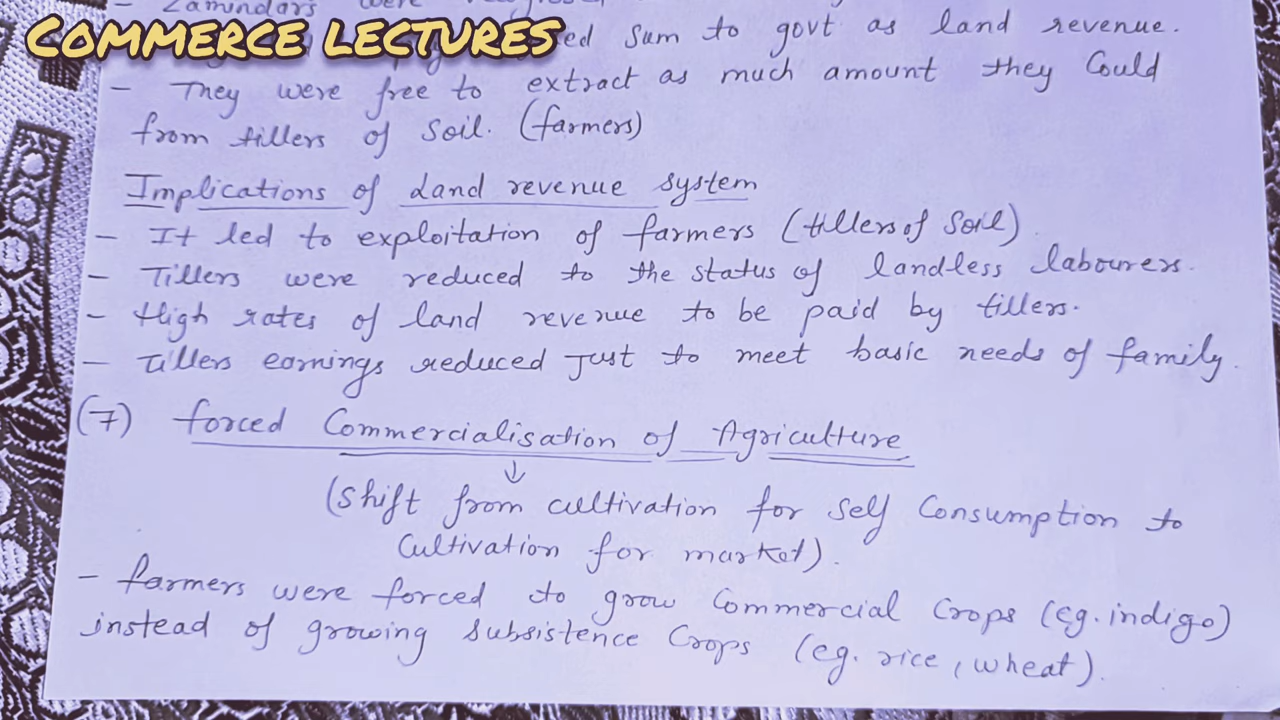 - Zamindars were
COMMERCE LECTURES
ed sum to govt as land revenue.
- They were free to extract as much amount they Could
from tillers of soil. (farmers)
Implications of Land revenue system
- It led to exploitation of farmers (tillers of soil)
- Tillers were reduced to the status of landless labourers.
- High rates of land revenue to be paid by tillers.
- Tillers earnings reduced just to meet basic needs of family.
(7) Forced Commercialisation of Agriculture
↓
(Shift from cultivation for self Consumption to
Cultivation for market).
- farmers were forced to grow Commercial Crops (eg. indigo)
instead of growing subsistence Crops (eg. rice, wheat).